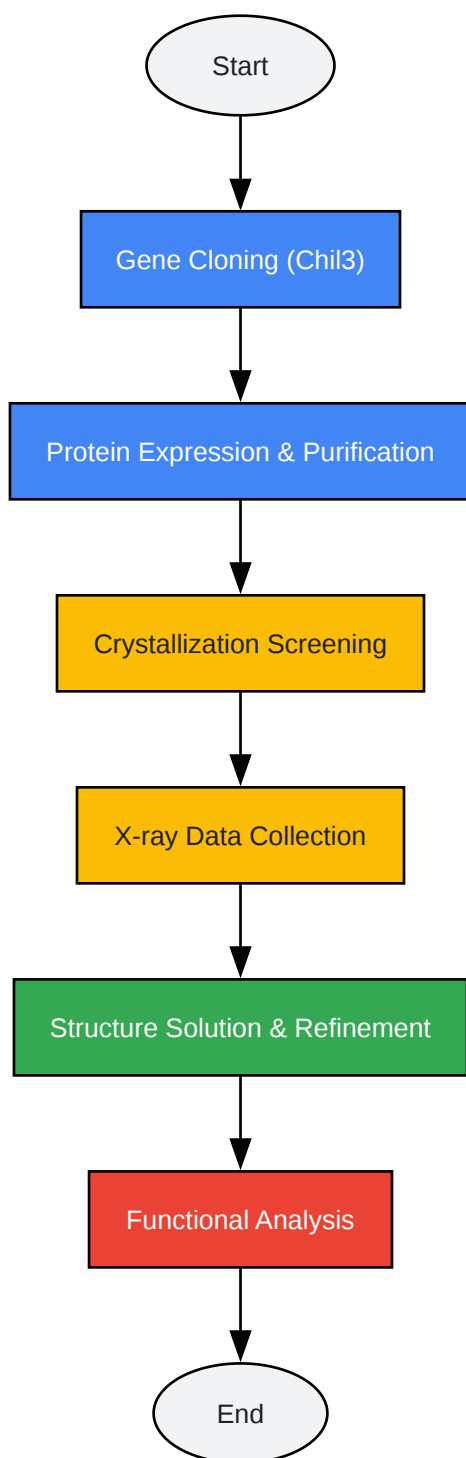 Start
Gene Cloning (Chil3)
Protein Expression & Purification
Crystallization Screening
X-ray Data Collection
Structure Solution & Refinement
Functional Analysis
End